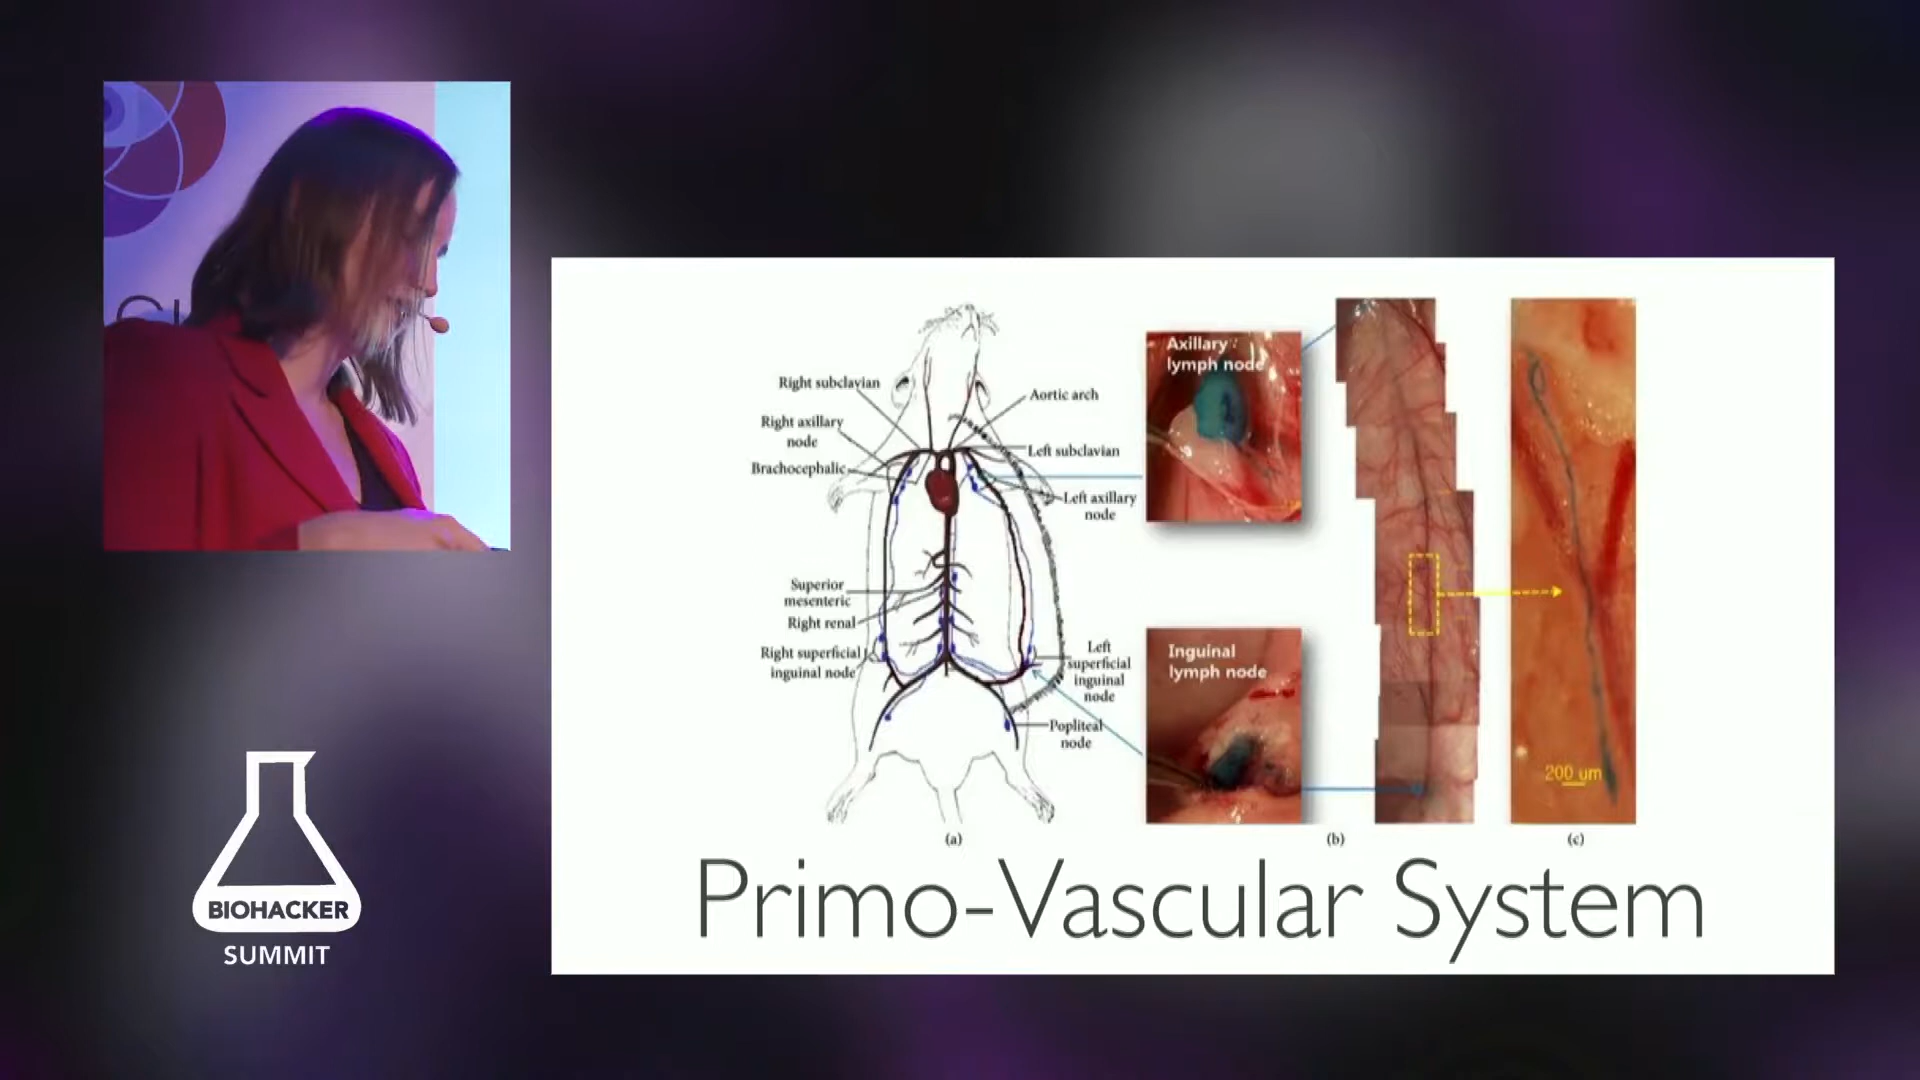 BIOHACKER
SUMMIT
Right subclavian
Right axillary
node
Brachocephalic
Superior
mesenteric
Right renal
Right superficial
inguinal node
Aortic arch
Left subclavian
Left axillary
node
Left
superficial
inguinal
node
Popliteal
node
(a)
Axillary
lymph node
Inguinal
lymph node
(b)
200 um
(c)
Primo-Vascular System